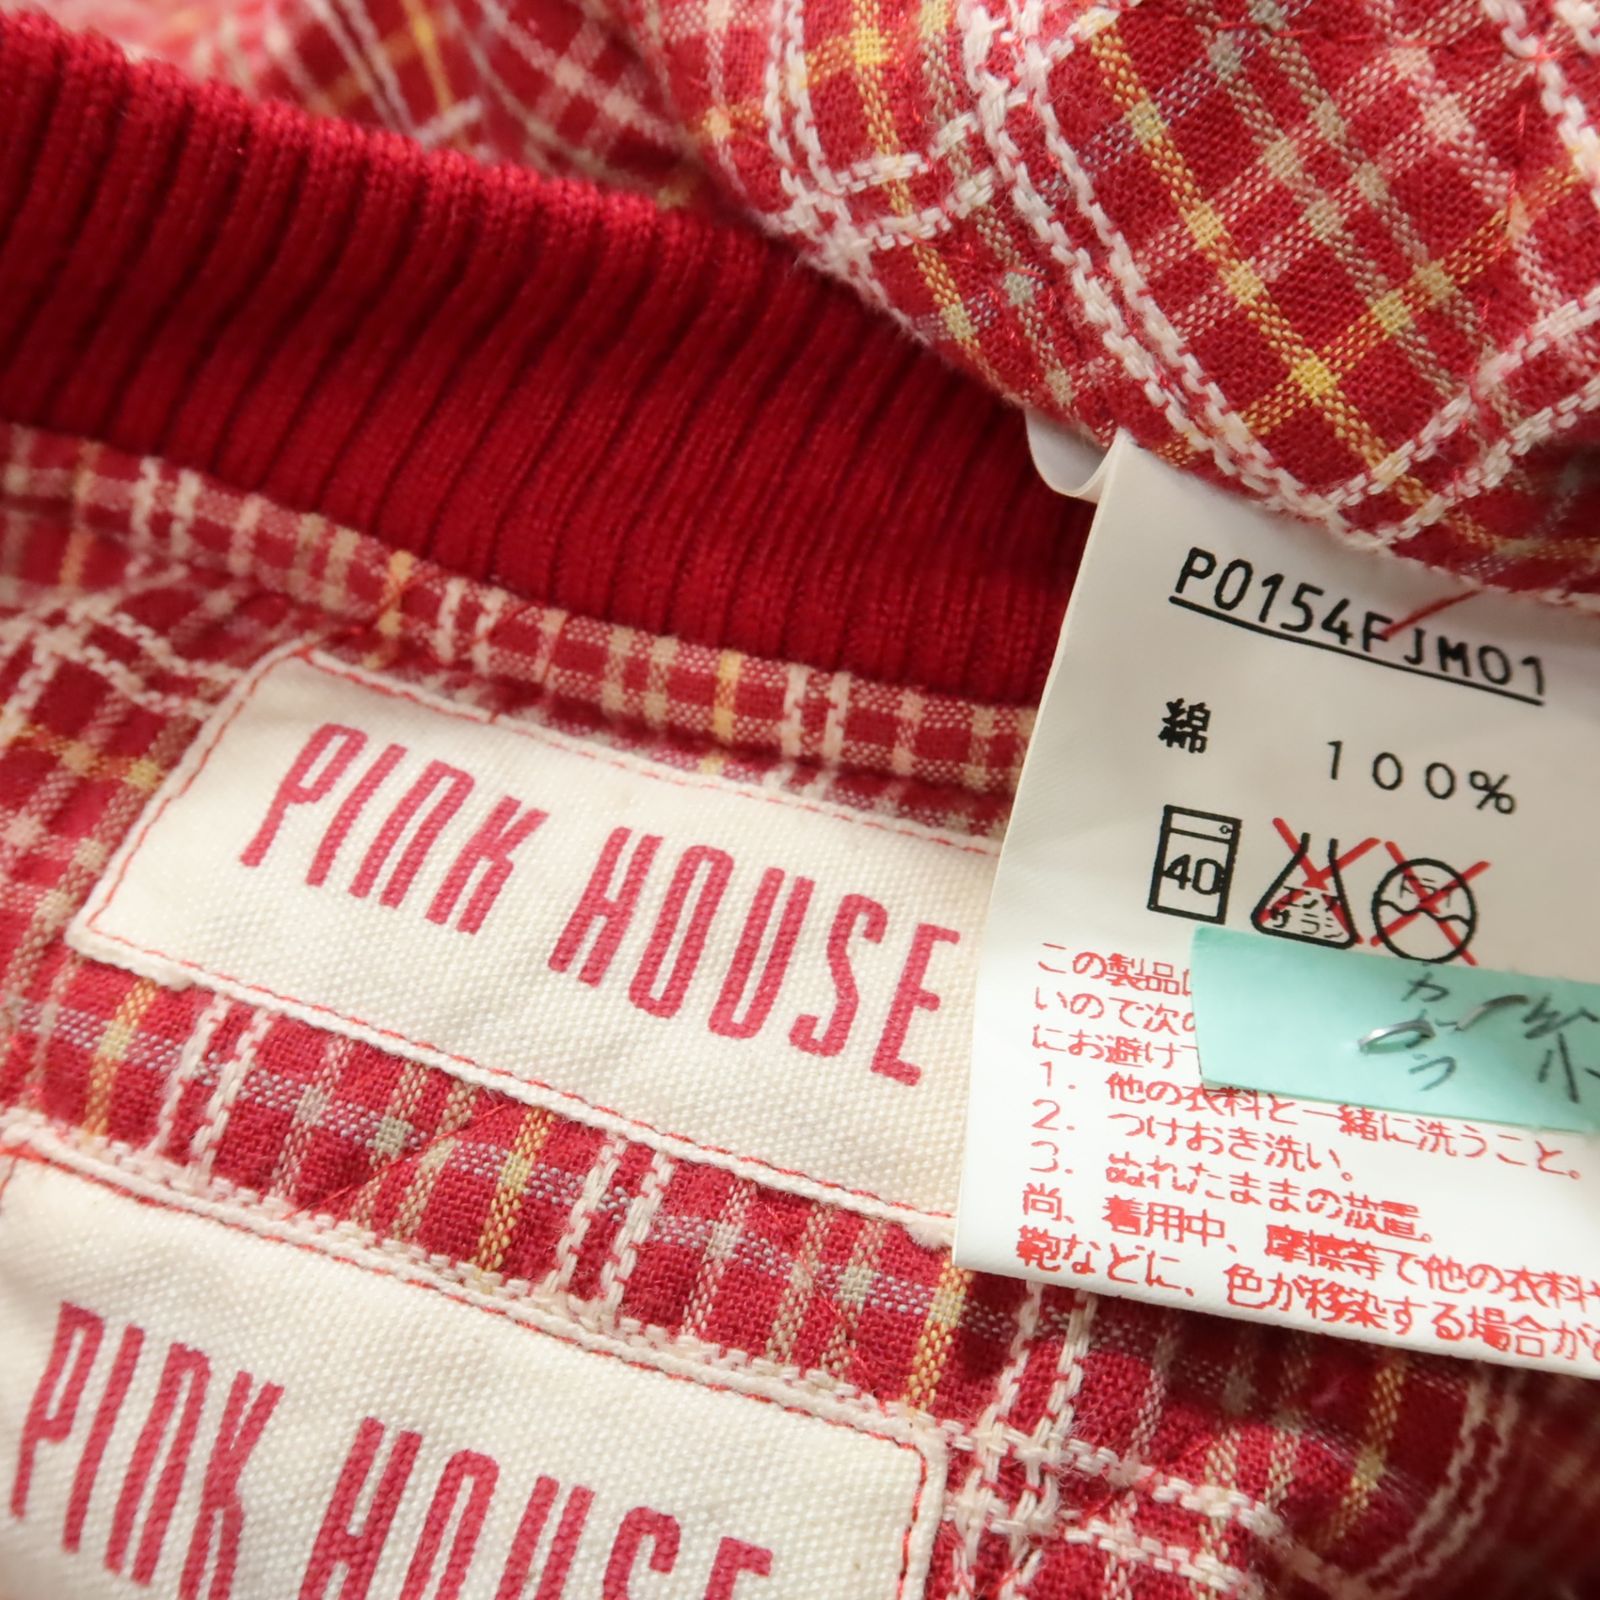 PINK HOUSE
PINK HOUSE
P0154FJM01
綿 100%
40
エンソ
サラシ
ドライ
この製品に
いので次の
にお避け下
1. 他の衣料と一緒に洗うこと。
2. つけおき洗い。
3. ぬれたままの放置。
尚、着用中、摩擦等で他の衣料や
鞄などに、色が移染する場合が